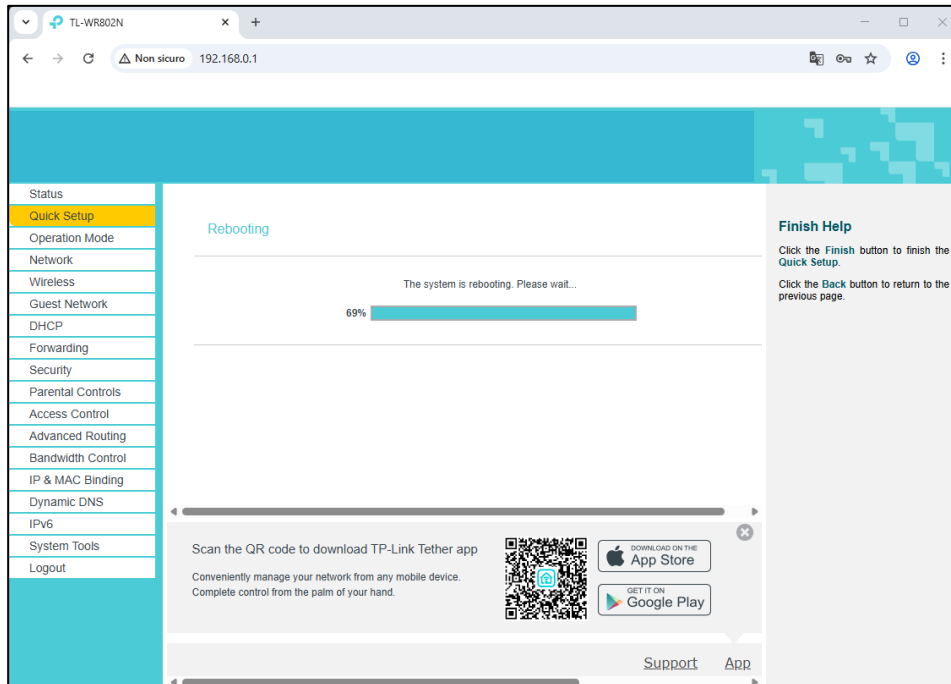 TL-WR802N
Non sicuro
192.168.0.1
Status
Quick Setup
Operation Mode
Network
Wireless
Guest Network
DHCP
Forwarding
Security
Parental Controls
Access Control
Advanced Routing
Bandwidth Control
IP & MAC Binding
Dynamic DNS
IPv6
System Tools
Logout
Rebooting
The system is rebooting. Please wait...
69%
Scan the QR code to download TP-Link Tether app
Conveniently manage your network from any mobile device.
Complete control from the palm of your hand.
DOWNLOAD ON THE
App Store
GET IT ON
Google Play
Support App
Finish Help
Click the Finish button to finish the
Quick Setup.
Click the Back button to return to the
previous page.